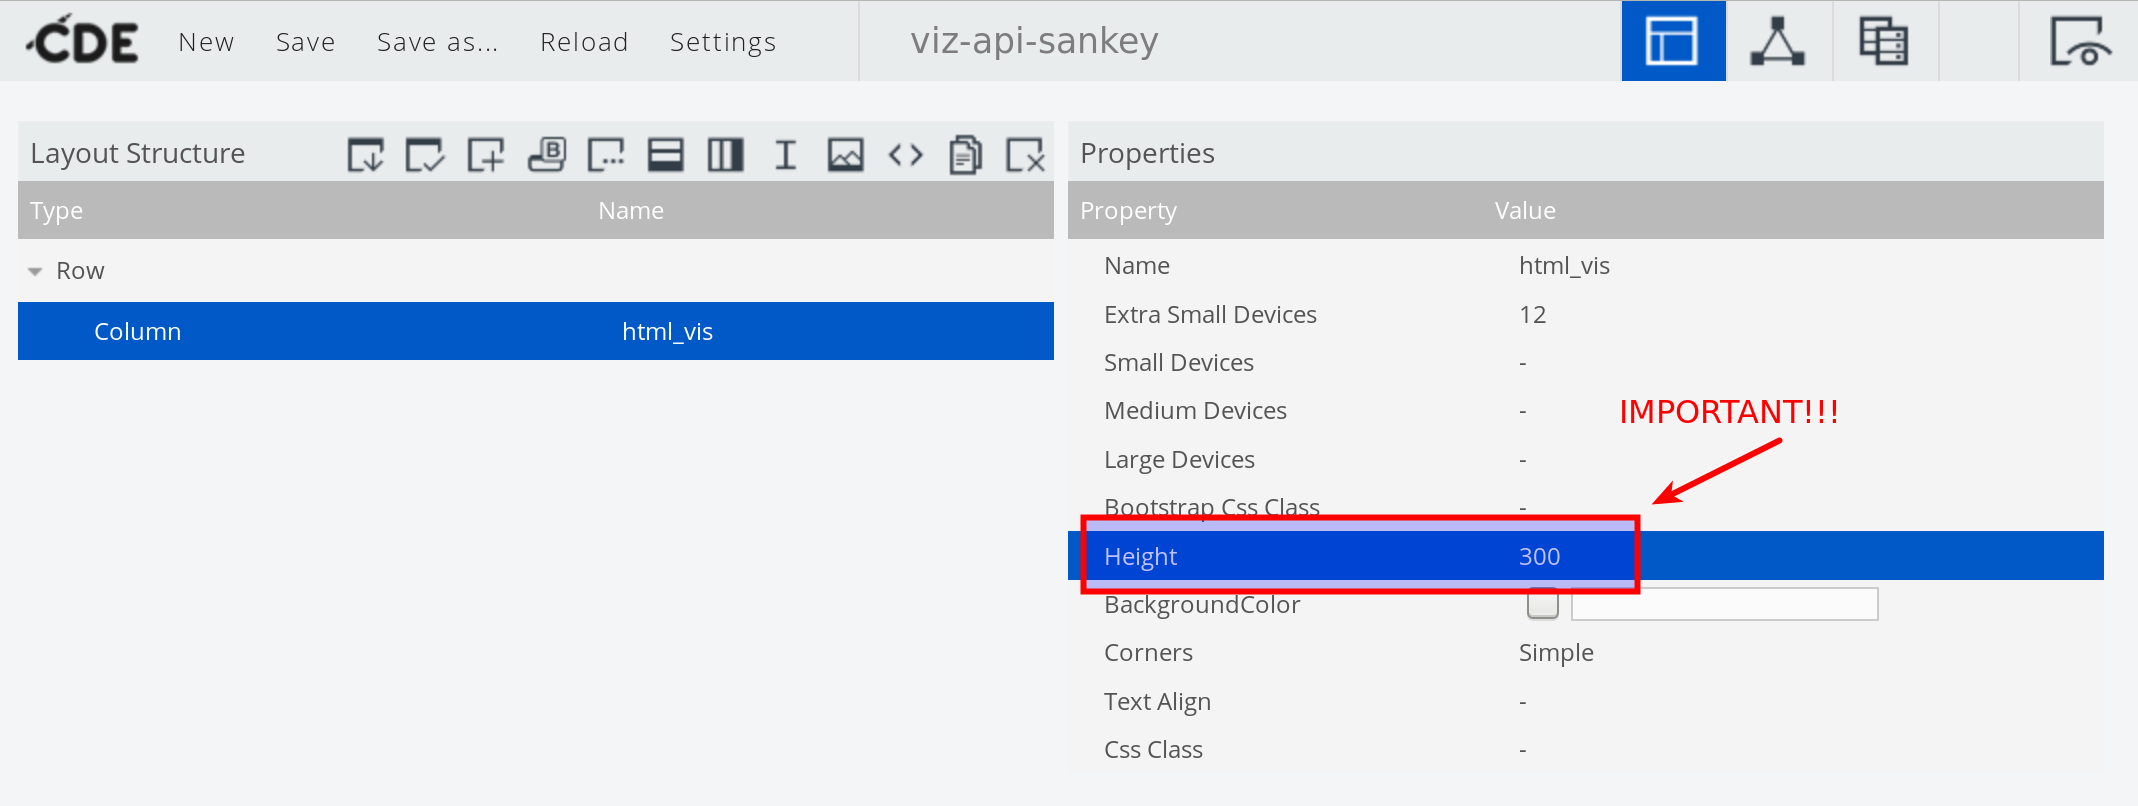 CDE New Save Save as... Reload Settings viz-api-sankey
Layout Structure B
Type Name
Row
Column html_vis
Properties
Property Value
Name html_vis
Extra Small Devices 12
Small Devices -
Medium Devices -
IMPORTANT!!!
Large Devices -
Bootstrap Css Class -
Height 300
BackgroundColor
Corners Simple
Text Align -
Css Class -